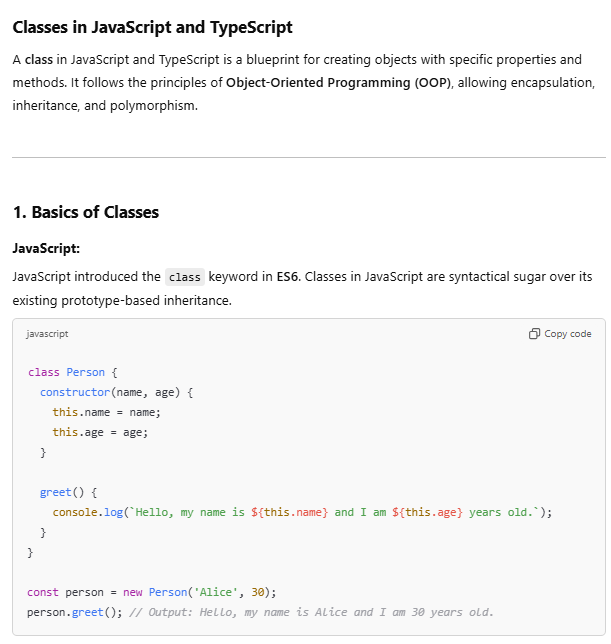 Classes in JavaScript and TypeScript
A class in JavaScript and TypeScript is a blueprint for creating objects with specific properties and
methods. It follows the principles of Object-Oriented Programming (OOP), allowing encapsulation,
inheritance, and polymorphism.
1. Basics of Classes
JavaScript:
JavaScript introduced the class keyword in ES6. Classes in JavaScript are syntactical sugar over its
existing prototype-based inheritance.
javascript
Copy code
class Person {
  constructor(name, age) {
    this.name = name;
    this.age = age;
  }
  greet() {
    console.log(`Hello, my name is ${this.name} and I am ${this.age} years old.`);
  }
}
const person = new Person('Alice', 30);
person.greet(); // Output: Hello, my name is Alice and I am 30 years old.